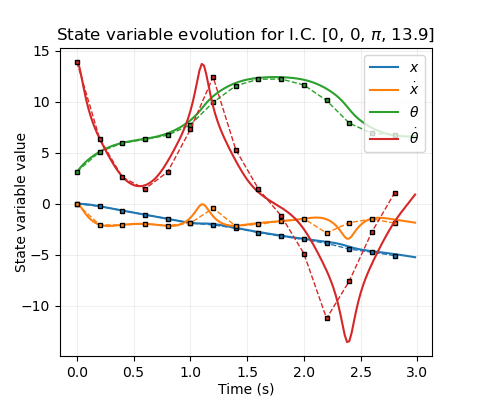 State variable evolution for I.C. [0, 0, π, 13.9]
State variable value
15
10
5
0
−5
−10
x
ẋ
θ
θ̇
0.0 0.5 1.0 1.5 2.0 2.5 3.0
Time (s)